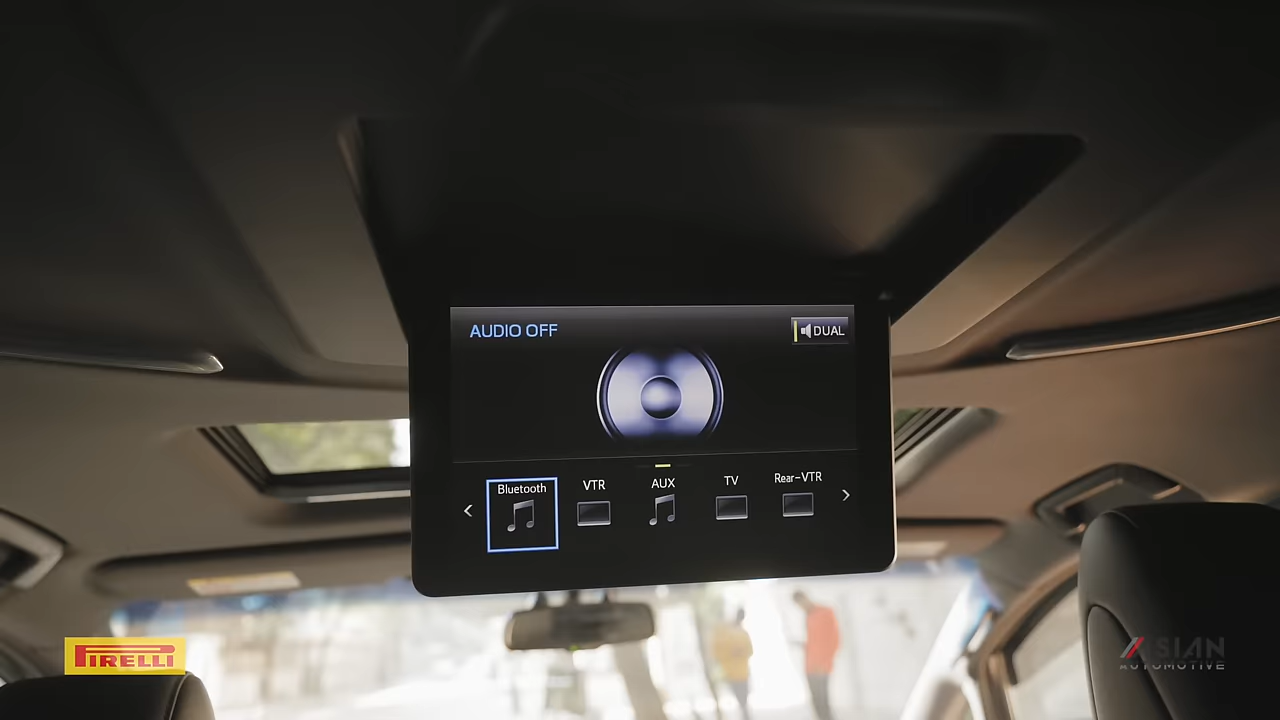 AUDIO OFF
DUAL
Bluetooth
VTR
AUX
TV
Rear-VTR
PIRELLI
ASIAN
AUTOMOTIVE